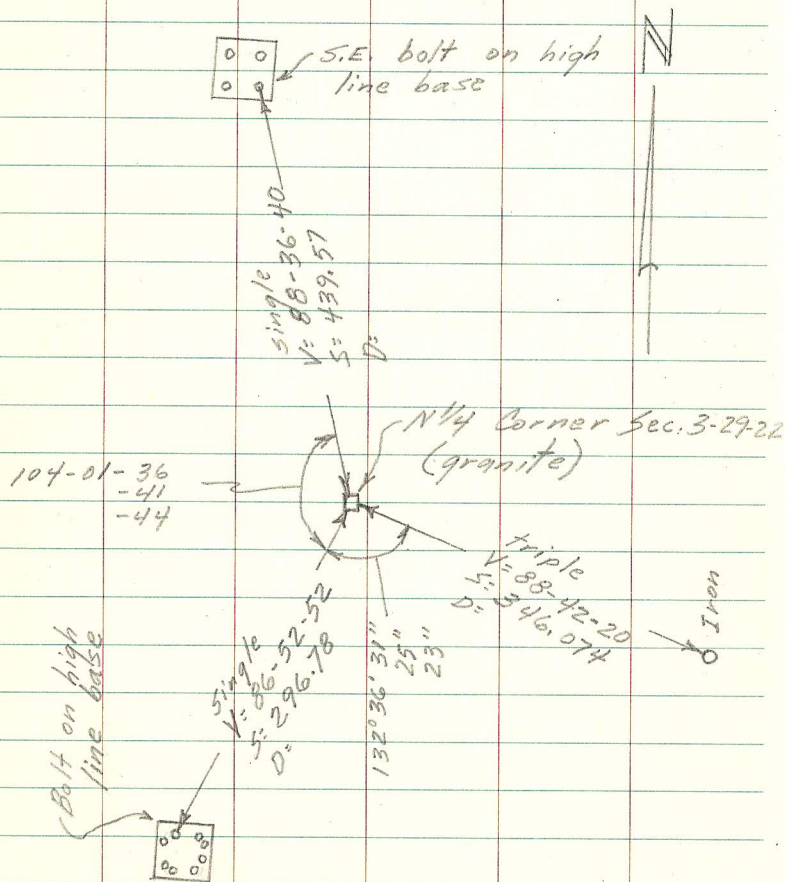 N
S.E. bolt on high
line base
single
V= 88-36-40
S= 439.57
D=
N 1/4 Corner Sec. 3-29-22
(granite)
104-01-36
-41
-44
triple
V= 88-42-20
S=
D= 346.074
Iron
single
V= 86-52-52
S= 296.78
D=
132° 36' 31"
25"
23"
Bolt on high
line base